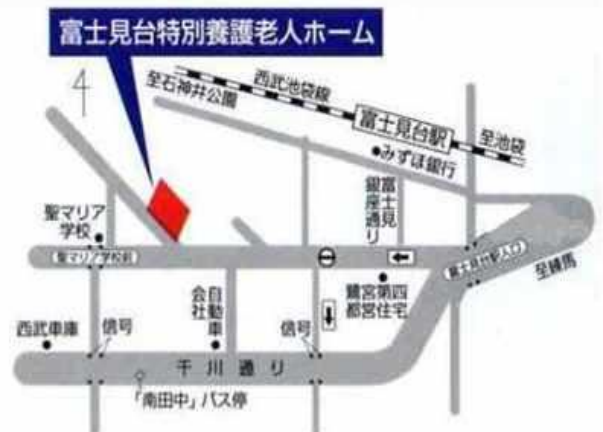 富士見台特別養護老人ホーム
至石神井公園
西武池袋線
富士見台駅
至池袋
みずほ銀行
富士見
銀座通り
聖マリア
学校
聖マリア学校前
富士見台駅入口
至練馬
鷺宮第四
都営住宅
自動車
会社
西武車庫
信号
信号
千川通り
「南田中」バス停